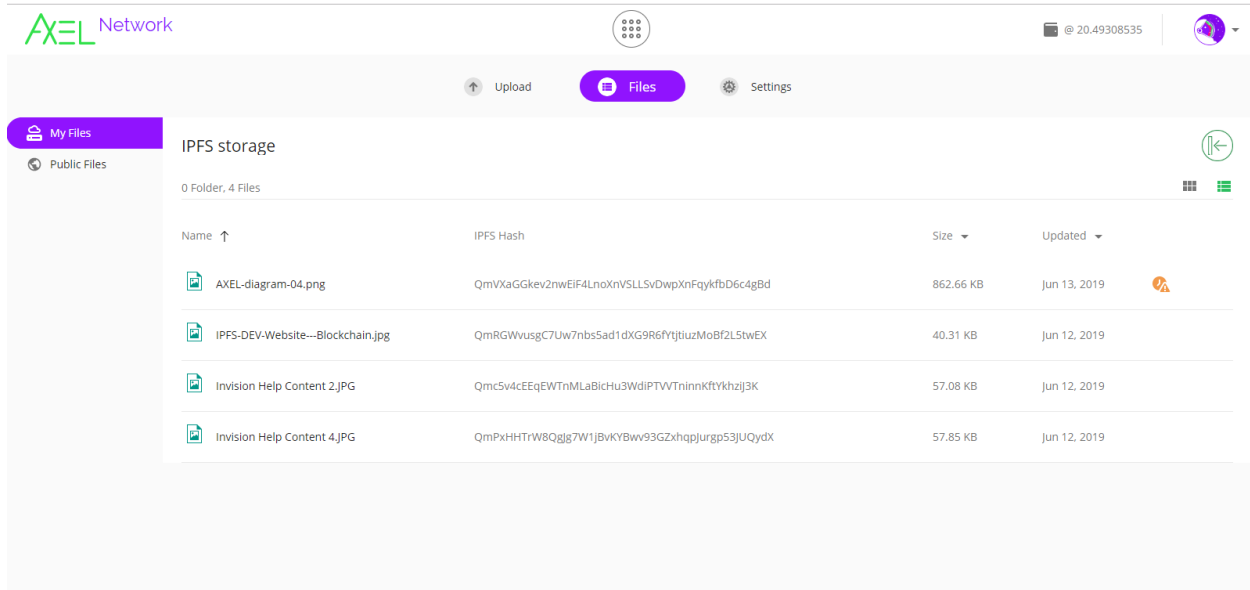 AXEL Network
@ 20.49308535
Upload Files Settings
My Files
Public Files
IPFS storage
0 Folder, 4 Files
Name IPFS Hash Size Updated
AXEL-diagram-04.png QmVXaGGkev2nwEiF4LnoXnVSLLSvDwpXnFqykfbD6c4gBd 862.66 KB Jun 13, 2019
IPFS-DEV-Website---Blockchain.jpg QmRGWvusgC7Uw7nbs5ad1dXG9R6fYtjtiuzMoBf2L5twEX 40.31 KB Jun 12, 2019
Invision Help Content 2.JPG Qmc5v4cEEqEWTnMLaBicHu3WdiPTVVTninnKftYkhziJ3K 57.08 KB Jun 12, 2019
Invision Help Content 4.JPG QmPxHHTrW8QgJg7W1jBvKYBwv93GZxhqpJurgp53JUQydX 57.85 KB Jun 12, 2019